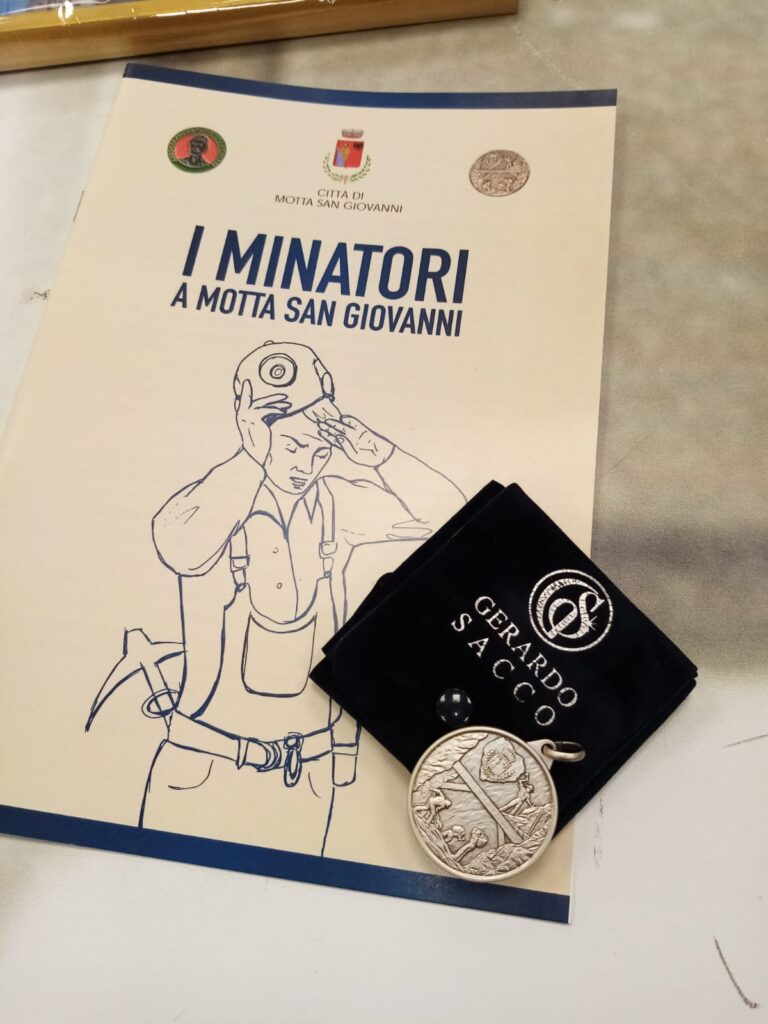 CITTÀ DI
MOTTA SAN GIOVANNI
I MINATORI
A MOTTA SAN GIOVANNI
GERARDO
SACCO